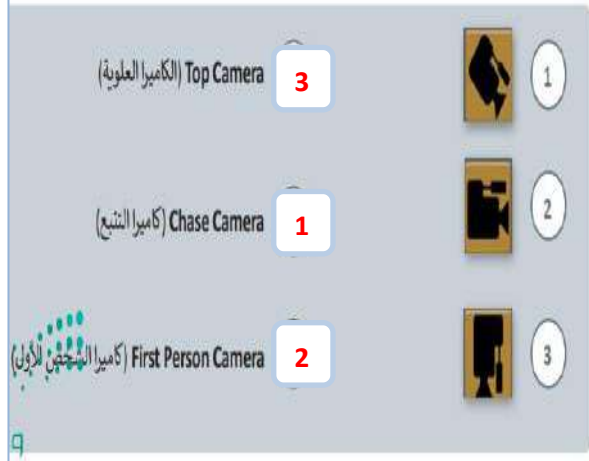 1 3 Top Camera (الكاميرا العلوية)
2 1 Chase Camera (كاميرا التتبع)
3 2 First Person Camera (كاميرا الشخص الأول)